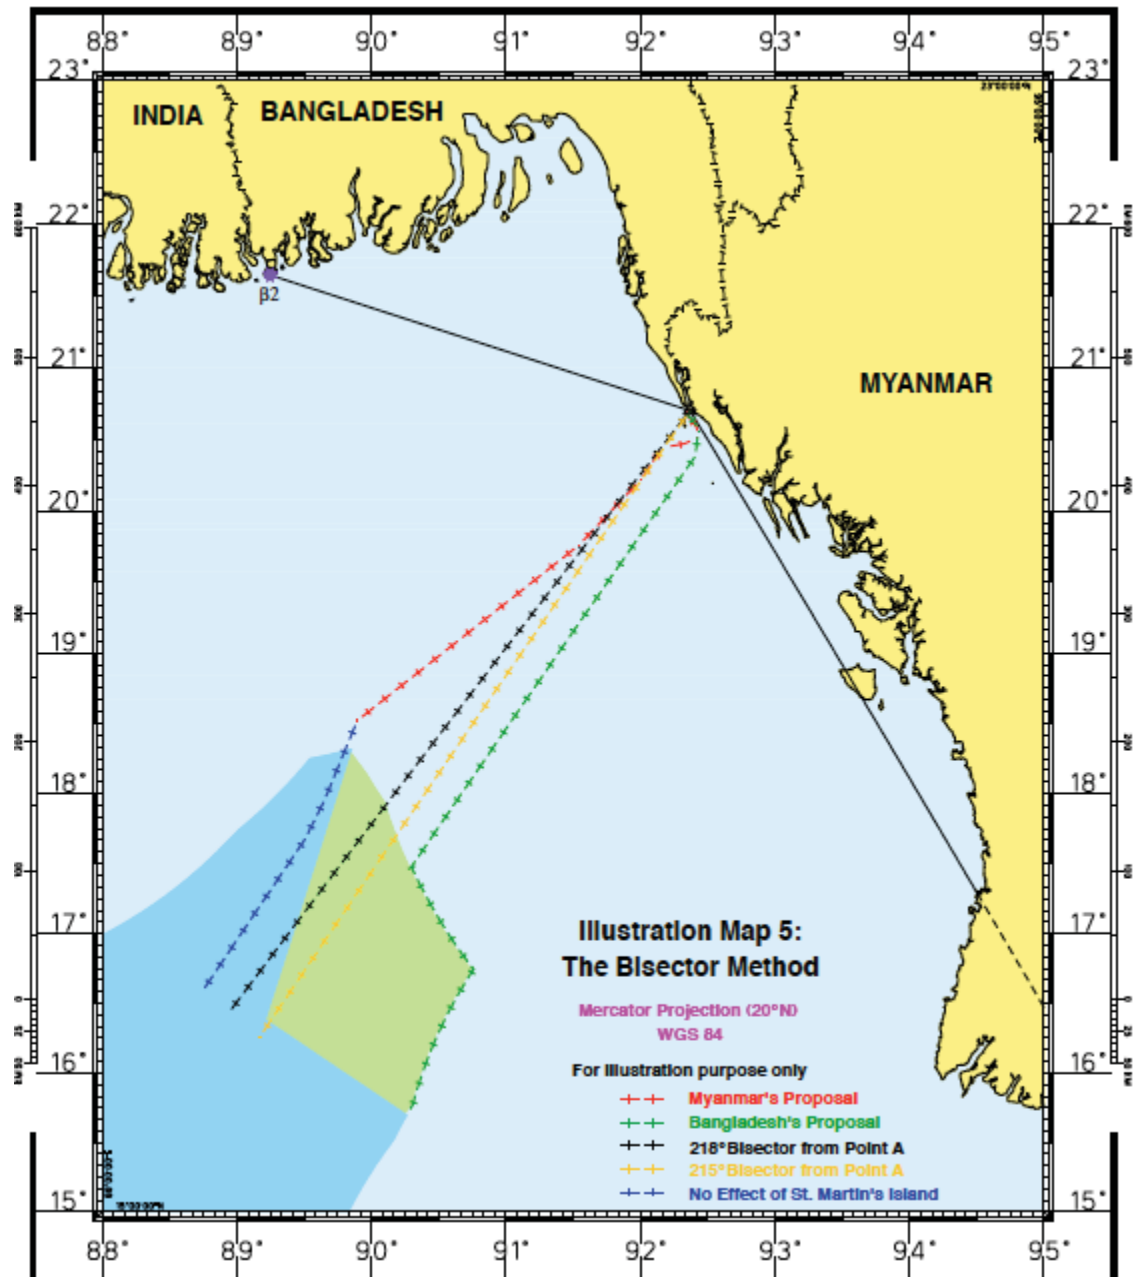 88° 89° 90° 91° 92° 93° 94° 95°
23° 23°
INDIA BANGLADESH
22° 22°
β2
21° 21°
MYANMAR
20° 20°
19° 19°
18° 18°
17° 17°
Illustration Map 5:
The Bisector Method
Mercator Projection (20°N)
WGS 84
16° 16°
For illustration purpose only
Myanmar's Proposal
Bangladesh's Proposal
218° Bisector from Point A
215° Bisector from Point A
No Effect of St. Martin's Island
15° 15°
88° 89° 90° 91° 92° 93° 94° 95°